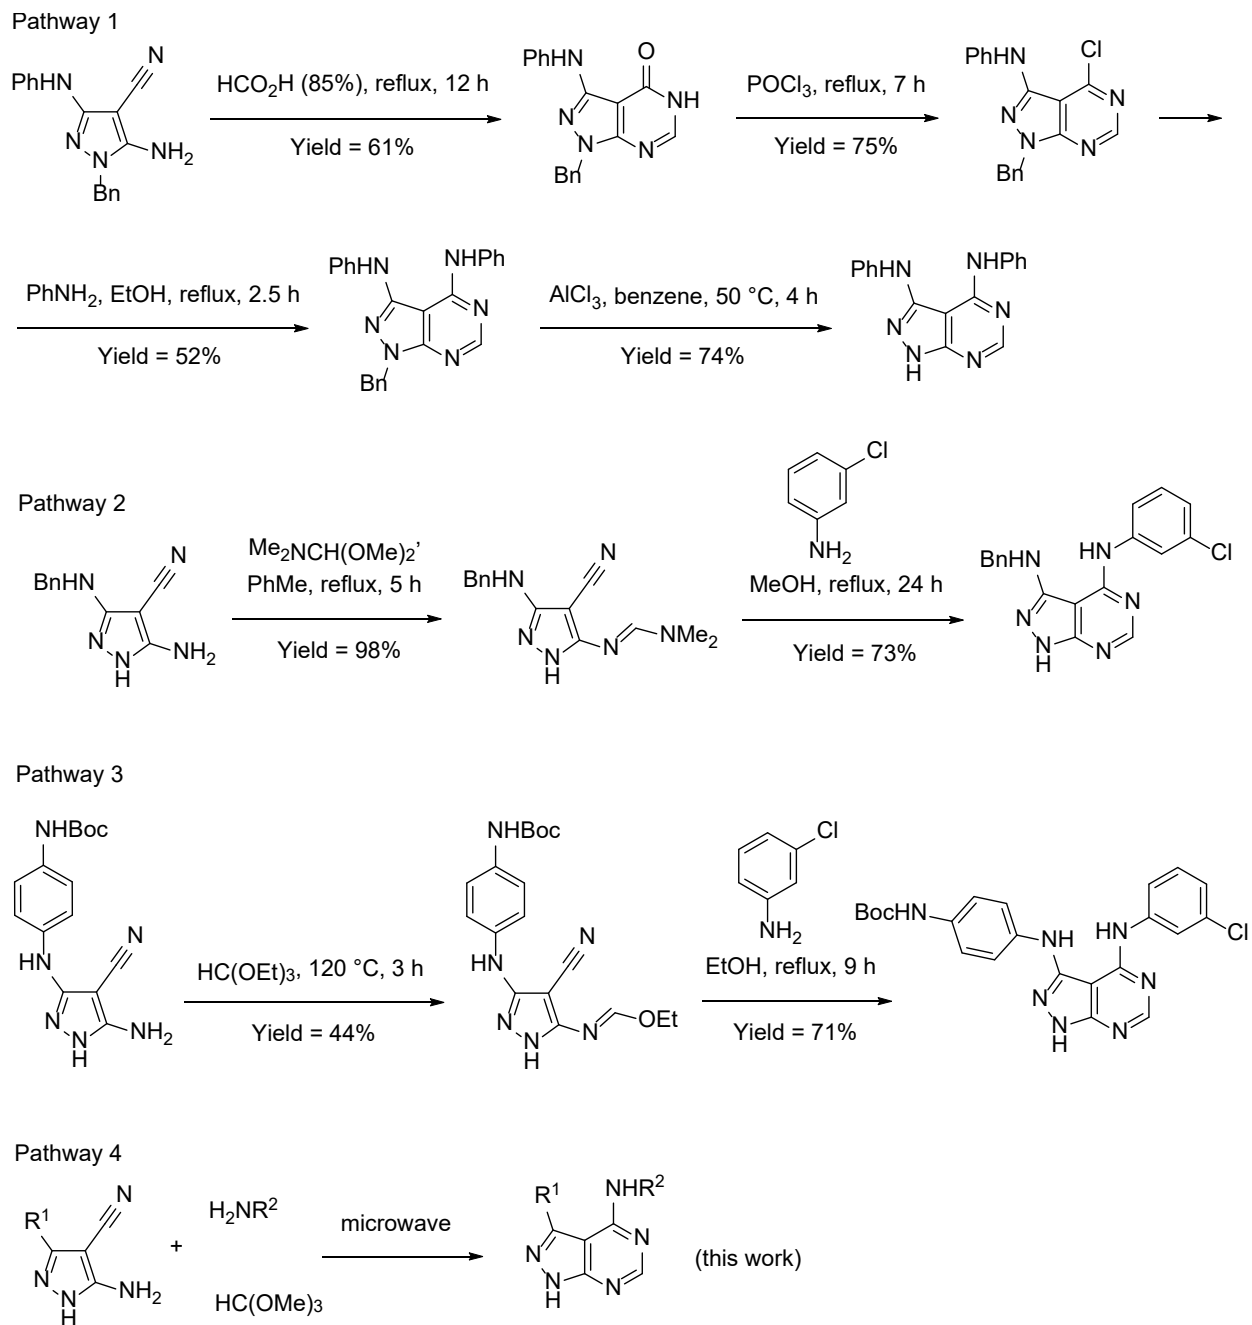 Pathway 1
N
PhHN
N
N
NH2
Bn
HCO2H (85%), reflux, 12 h
Yield = 61%
PhHN
O
NH
N
N
N
Bn
POCl3, reflux, 7 h
Yield = 75%
PhHN
Cl
N
N
N
N
Bn
PhNH2, EtOH, reflux, 2.5 h
Yield = 52%
PhHN
NHPh
N
N
N
N
Bn
AlCl3, benzene, 50 °C, 4 h
Yield = 74%
PhHN
NHPh
N
N
N
N
H
Pathway 2
BnHN
N
N
N
H
NH2
Me2NCH(OMe)2'
PhMe, reflux, 5 h
Yield = 98%
BnHN
N
N
N
H
N
NMe2
Cl
NH2
MeOH, reflux, 24 h
Yield = 73%
BnHN
HN
Cl
N
N
N
N
H
Pathway 3
NHBoc
HN
N
N
N
H
NH2
HC(OEt)3, 120 °C, 3 h
Yield = 44%
NHBoc
HN
N
N
N
H
N
OEt
Cl
NH2
EtOH, reflux, 9 h
Yield = 71%
BocHN
NH
HN
Cl
N
N
N
N
H
Pathway 4
R1
N
N
N
H
NH2
+
H2NR2
HC(OMe)3
microwave
R1
NHR2
N
N
N
N
H
(this work)